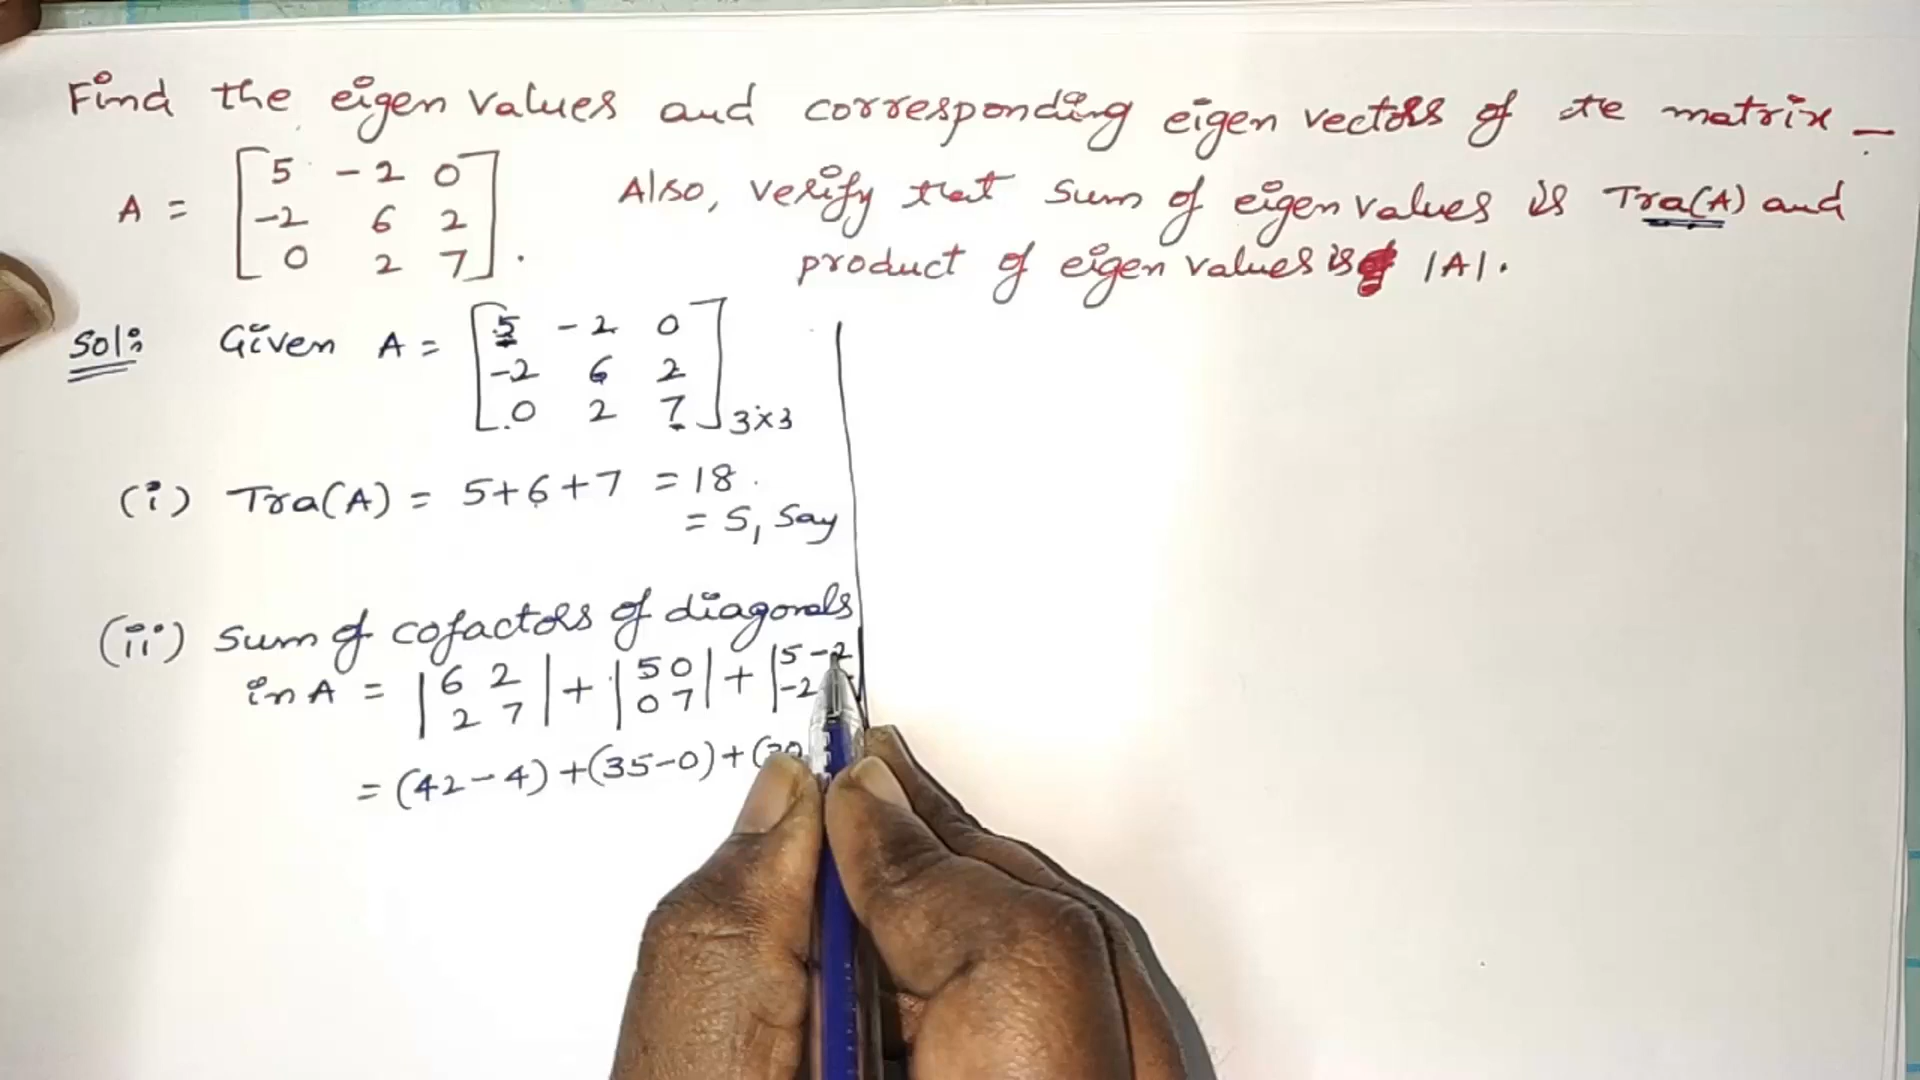 Find the eigen values and corresponding eigen vectors of the matrix -
A = [5 -2 0
-2 6 2
0 2 7]. Also, verify that sum of eigen values is Tra(A) and
product of eigen values is |A|.
Sol: Given A = [5 -2 0
-2 6 2
0 2 7]3×3
(i) Tra(A) = 5+6+7 = 18.
= S1 Say
(ii) Sum of cofactors of diagonals
in A = |6 2
2 7| + |5 0
0 7| + |5 -2
-2
= (42-4) + (35-0) + (30